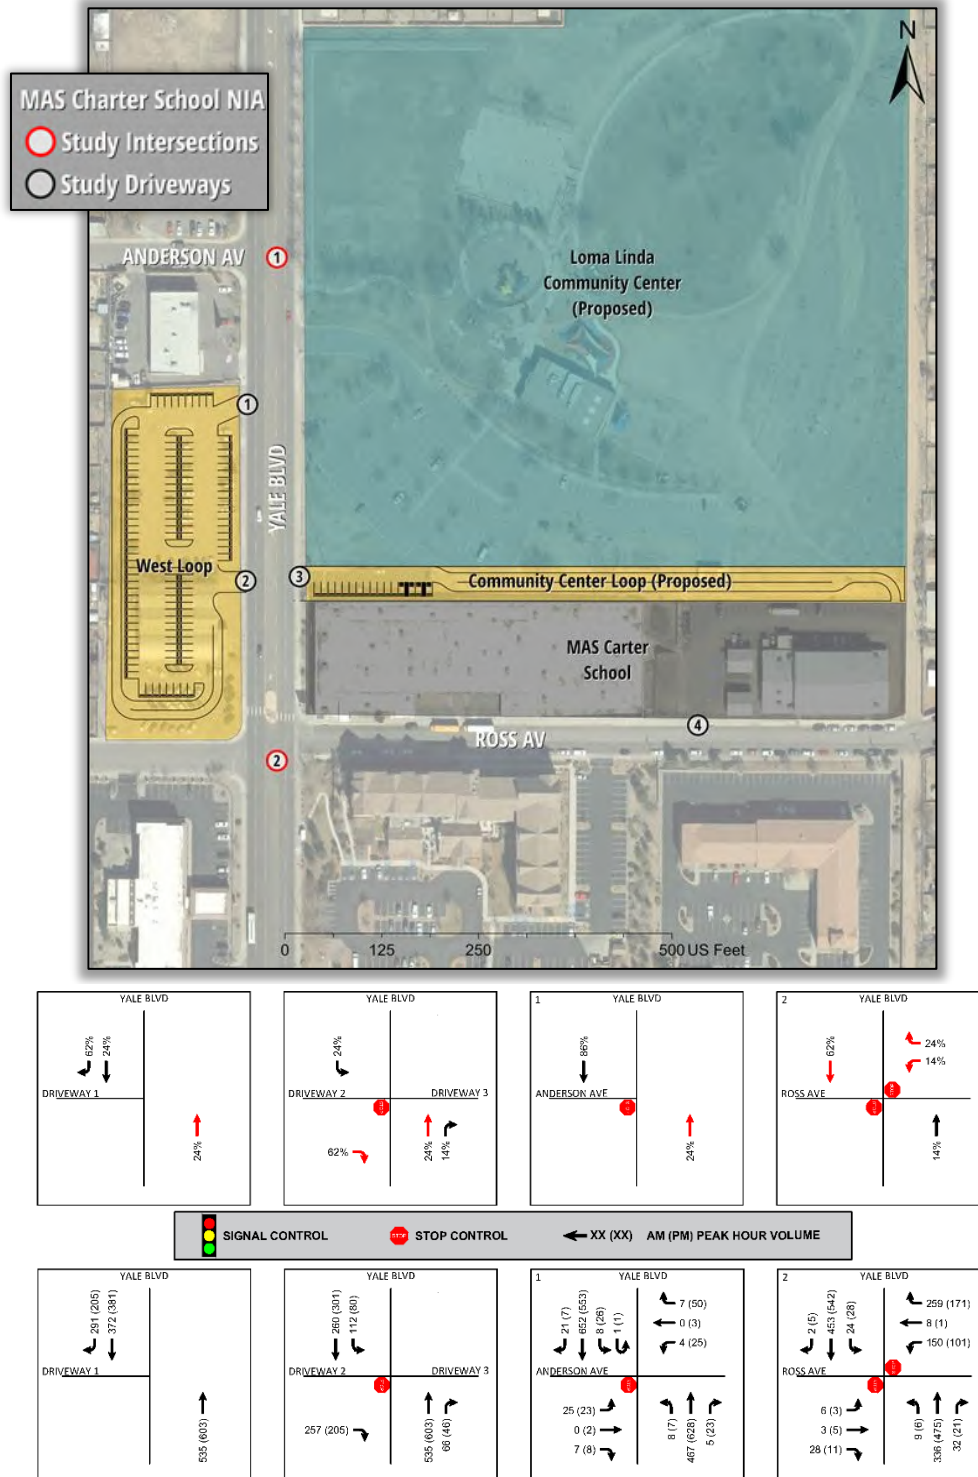 N
MAS Charter School NIA
Study Intersections
Study Driveways
ANDERSON AV
1
Loma Linda
Community Center
(Proposed)
1
YALE BLVD
West Loop
2
3
Community Center Loop (Proposed)
MAS Carter
School
4
ROSS AV
2
0 125 250 500 US Feet
YALE BLVD
62%
24%
DRIVEWAY 1
24%
YALE BLVD
24%
DRIVEWAY 2
DRIVEWAY 3
62%
24%
14%
1
YALE BLVD
86%
ANDERSON AVE
24%
2
YALE BLVD
62%
24%
14%
ROSS AVE
14%
SIGNAL CONTROL
STOP CONTROL
XX (XX) AM (PM) PEAK HOUR VOLUME
YALE BLVD
291 (205)
372 (381)
DRIVEWAY 1
535 (603)
YALE BLVD
260 (301)
112 (80)
DRIVEWAY 2
DRIVEWAY 3
257 (205)
535 (603)
66 (46)
1
YALE BLVD
21 (7)
652 (553)
8 (26)
1 (1)
7 (50)
0 (3)
4 (25)
ANDERSON AVE
25 (23)
0 (2)
7 (8)
8 (7)
467 (628)
5 (23)
2
YALE BLVD
2 (5)
453 (542)
24 (28)
259 (171)
8 (1)
150 (101)
ROSS AVE
6 (3)
3 (5)
28 (11)
9 (6)
336 (475)
32 (21)